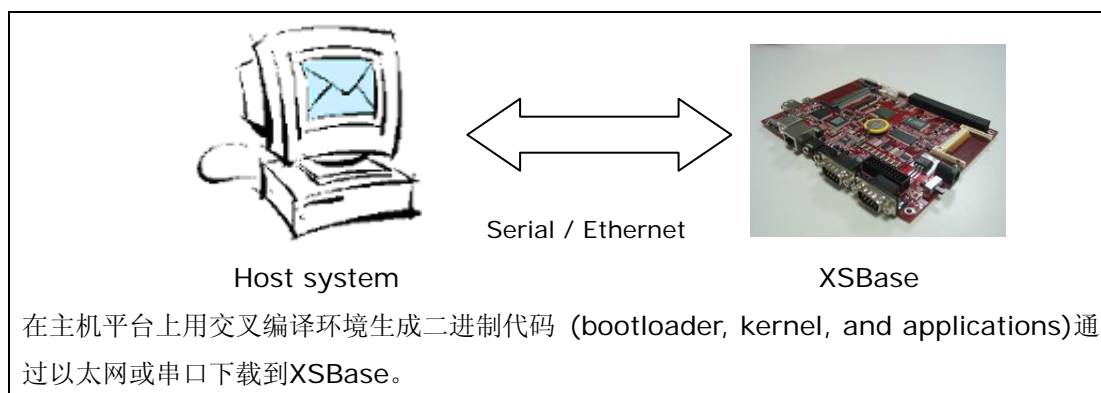 Serial / Ethernet
Host system
XSBase
在主机平台上用交叉编译环境生成二进制代码 (bootloader, kernel, and applications)通
过以太网或串口下载到XSBase。